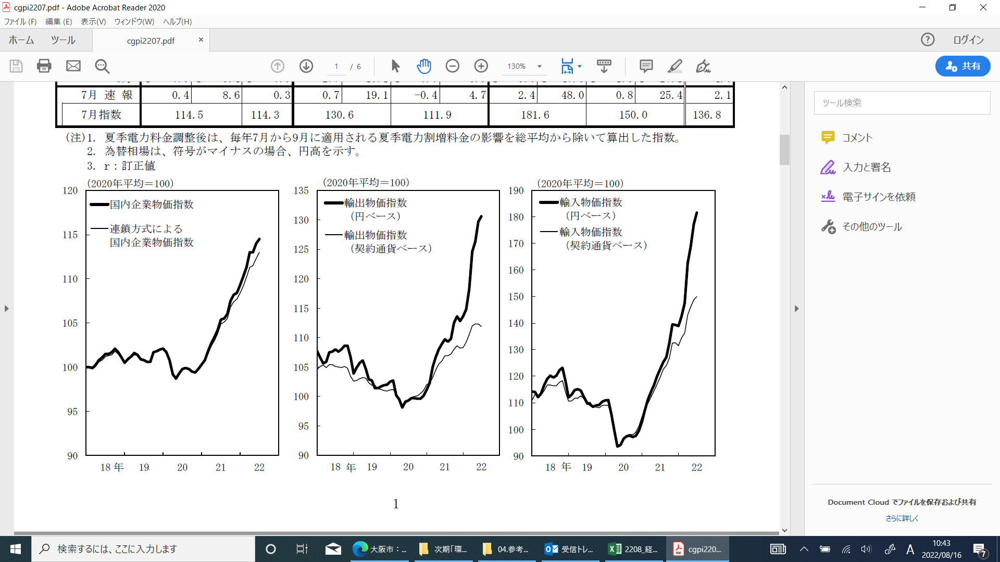 cgpi2207.pdf - Adobe Acrobat Reader 2020
ファイル (F) 編集 (E) 表示(V) ウィンドウ(W) ヘルプ(H)
ホーム ツール cgpi2207.pdf × ログイン
1 / 6 130% 共有
7月 速 報 0.4 8.6 0.3 0.7 19.1 -0.4 4.7 2.4 48.0 0.8 25.4 2.1
7月指数 114.5 114.3 130.6 111.9 181.6 150.0 136.8
(注)1. 夏季電力料金調整後は、毎年7月から9月に適用される夏季電力割増料金の影響を総平均から除いて算出した指数。
2. 為替相場は、符号がマイナスの場合、円高を示す。
3. r：訂正値
(2020年平均＝100)
国内企業物価指数
連鎖方式による
国内企業物価指数
120
115
110
105
100
95
90
18 年 19 20 21 22
(2020年平均＝100)
輸出物価指数
(円ベース)
輸出物価指数
(契約通貨ベース)
135
130
125
120
115
110
105
100
95
90
18 年 19 20 21 22
(2020年平均＝100)
輸入物価指数
(円ベース)
輸入物価指数
(契約通貨ベース)
190
180
170
160
150
140
130
120
110
100
90
18 年 19 20 21 22
1
ツール検索
コメント
入力と署名
電子サインを依頼
その他のツール
Document Cloud でファイルを保存および共有
さらに詳しく
検索するには、ここに入力します
大阪市：... 次期「環... 04.参考... 受信トレ... 2208_経... cgpi220...
A 10:43
2022/08/16 7